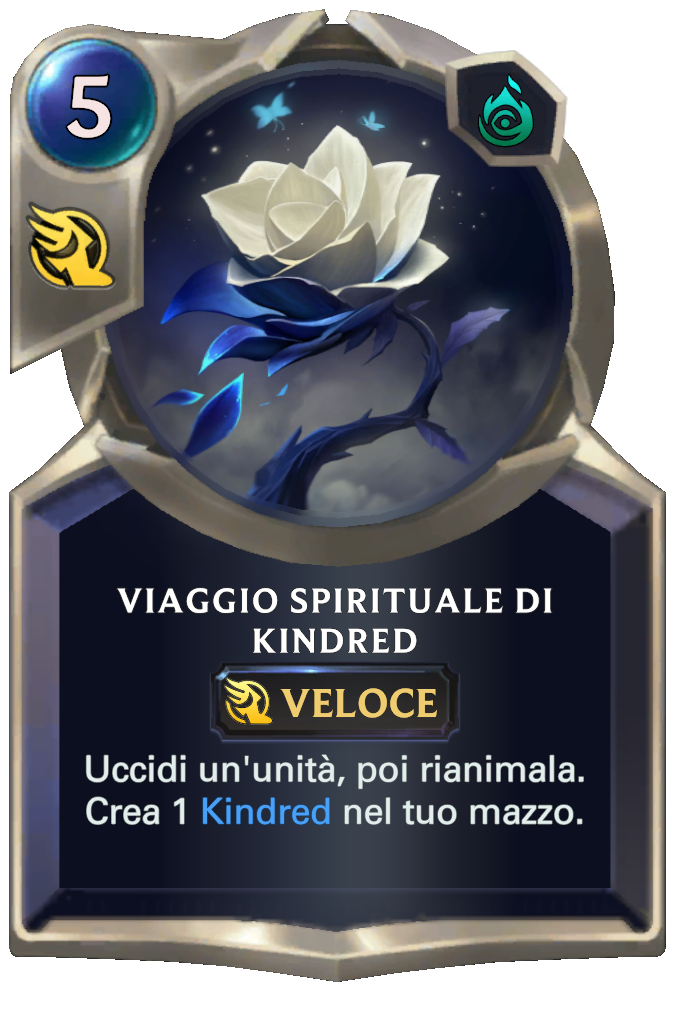 5
VIAGGIO SPIRITUALE DI
KINDRED
VELOCE
Uccidi un'unità, poi rianimala.
Crea 1 Kindred nel tuo mazzo.